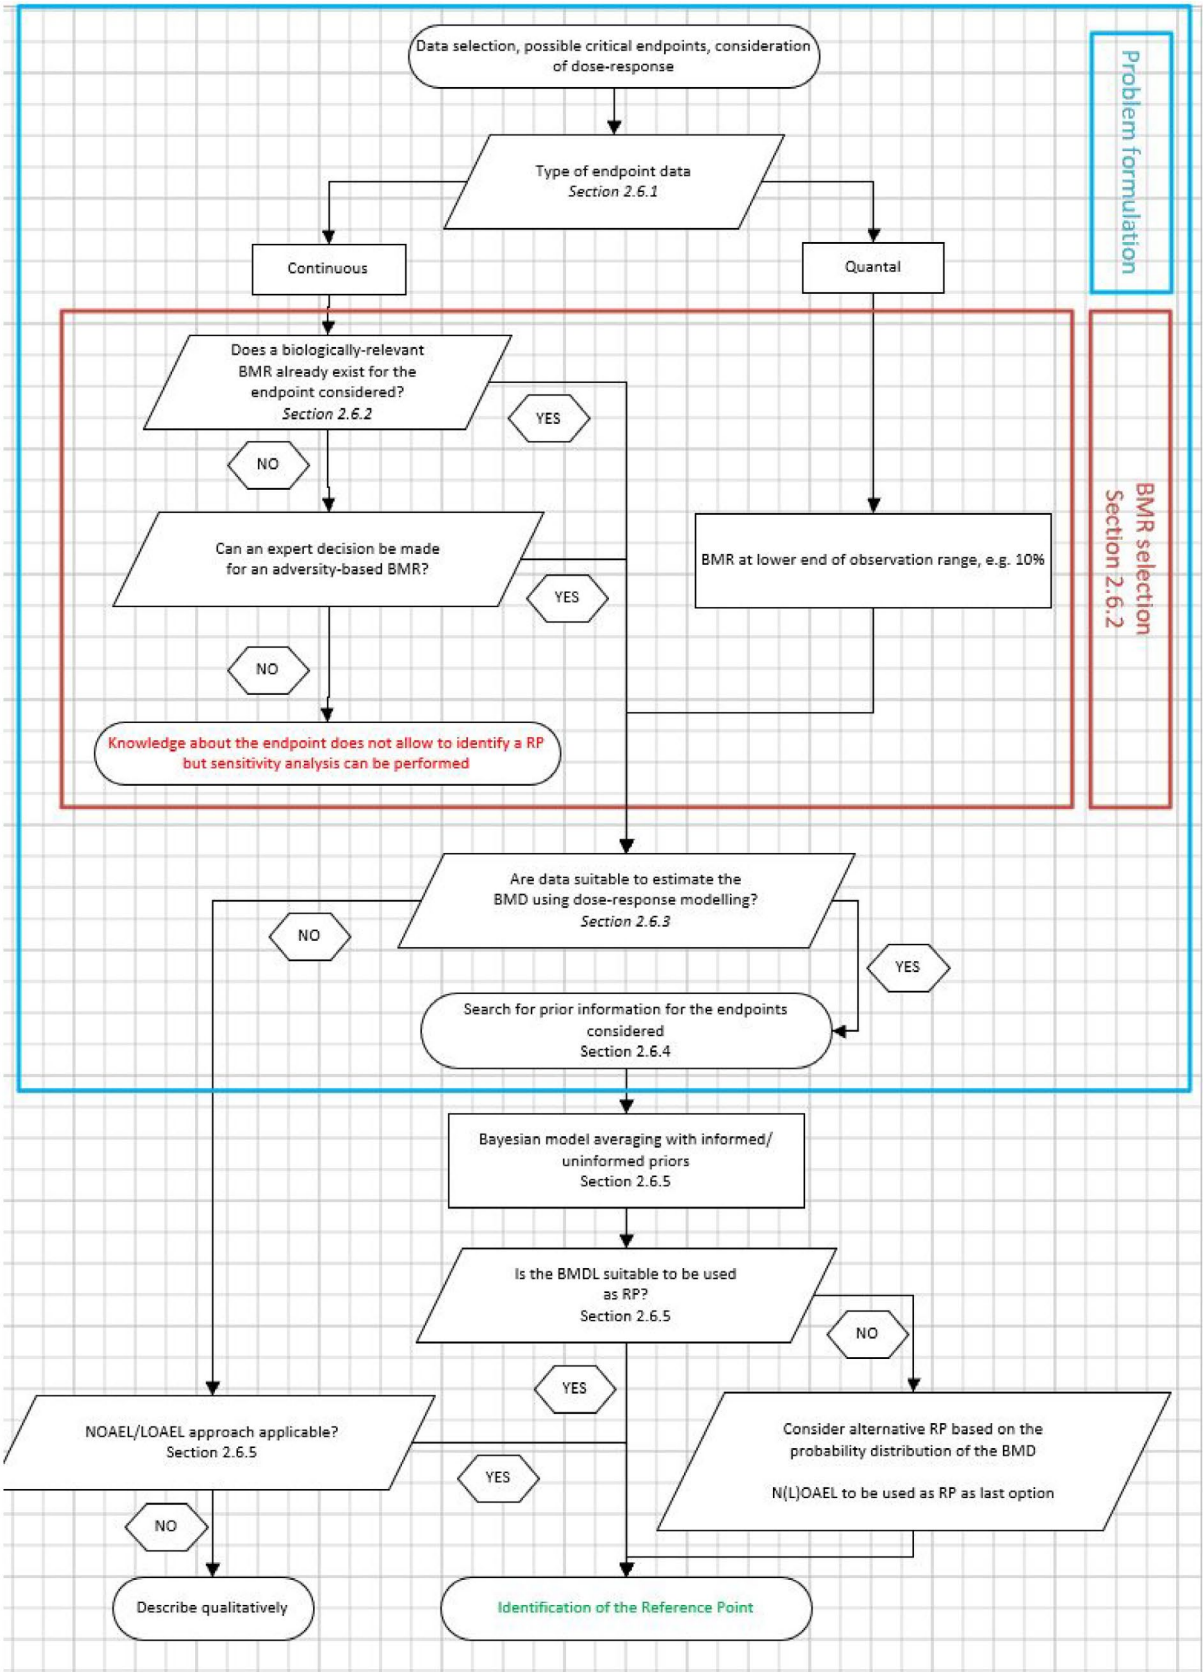 Data selection, possible critical endpoints, consideration
of dose-response
Problem formulation
Type of endpoint data
Section 2.6.1
Continuous
Quantal
Does a biologically-relevant
BMR already exist for the
endpoint considered?
Section 2.6.2
YES
NO
BMR selection
Section 2.6.2
Can an expert decision be made
for an adversity-based BMR?
BMR at lower end of observation range, e.g. 10%
YES
NO
Knowledge about the endpoint does not allow to identify a RP
but sensitivity analysis can be performed
Are data suitable to estimate the
BMD using dose-response modelling?
Section 2.6.3
NO
YES
Search for prior information for the endpoints
considered
Section 2.6.4
Bayesian model averaging with informed/
uninformed priors
Section 2.6.5
Is the BMDL suitable to be used
as RP?
Section 2.6.5
NO
YES
NOAEL/LOAEL approach applicable?
Section 2.6.5
Consider alternative RP based on the
probability distribution of the BMD
N(L)OAEL to be used as RP as last option
YES
NO
Describe qualitatively
Identification of the Reference Point